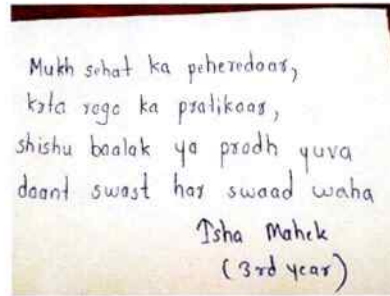 Mukh sehat ka peheredaar,
krta rogo ka pratikaar,
shishu baalak ya prodh yuva
daant swast har swaad waha
Isha Mahek
(3rd year)